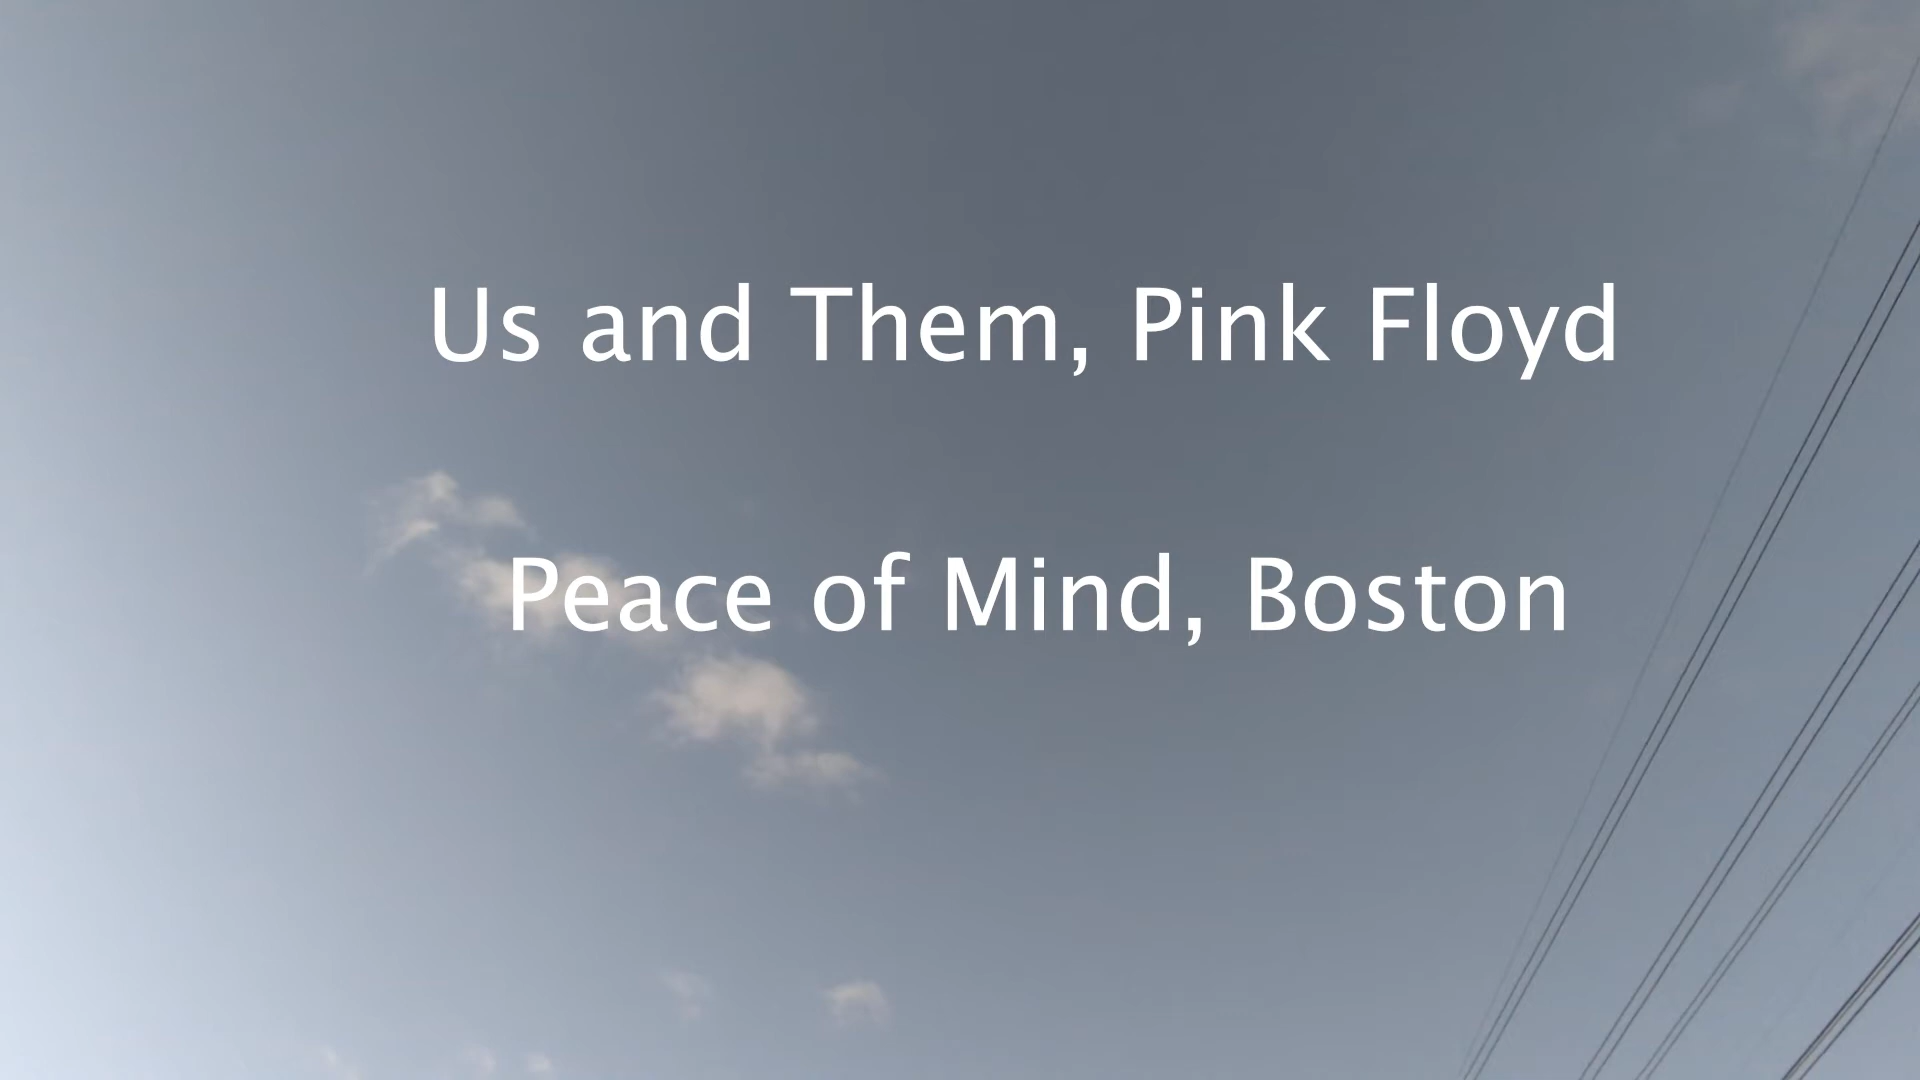 Us and Them, Pink Floyd
Peace of Mind, Boston